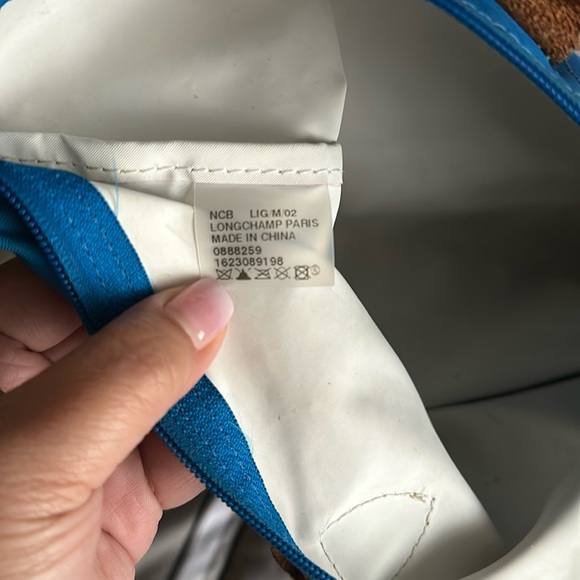 NCB LIG/M/02
LONGCHAMP PARIS
MADE IN CHINA
0888259
1623089198